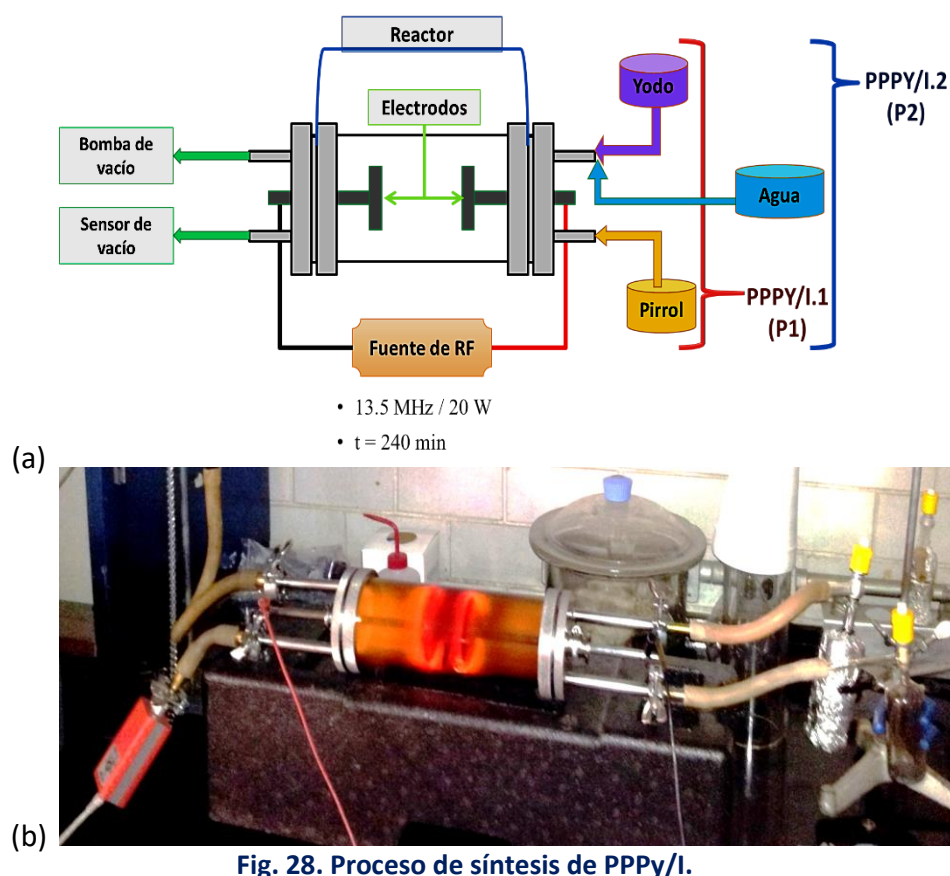 Reactor
Yodo
PPPY/I.2
(P2)
Electrodos
Bomba de
vacío
Agua
Sensor de
vacío
Pirrol
PPPY/I.1
(P1)
Fuente de RF
• 13.5 MHz / 20 W
• t = 240 min
(a)
(b)
Fig. 28. Proceso de síntesis de PPPy/I.